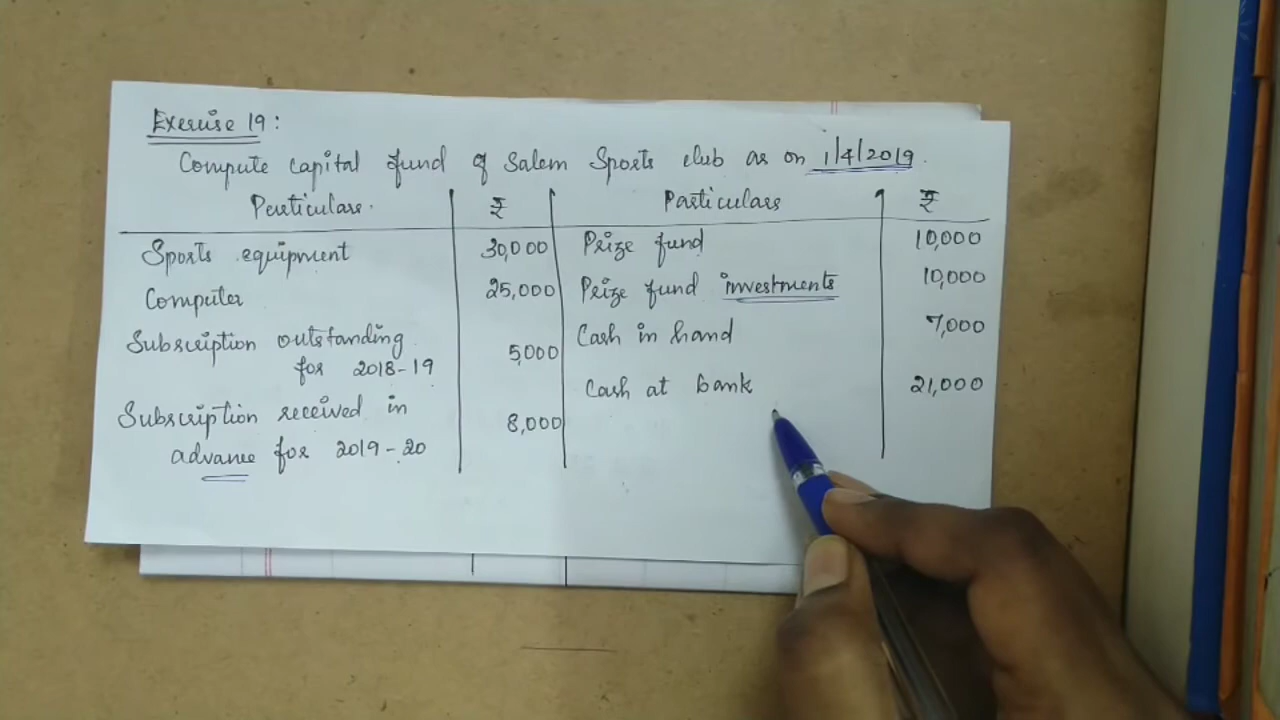 Exercise 19:
Compute capital fund of Salem Sports club as on 1/4/2019.
Particulars. ₹ Particulars ₹
Sports equipment 30,000 Prize fund 10,000
Computer 25,000 Prize fund investments 10,000
Subscription outstanding
for 2018-19 5,000 Cash in hand 7,000
Cash at bank 21,000
Subscription received in
advance for 2019-20 8,000